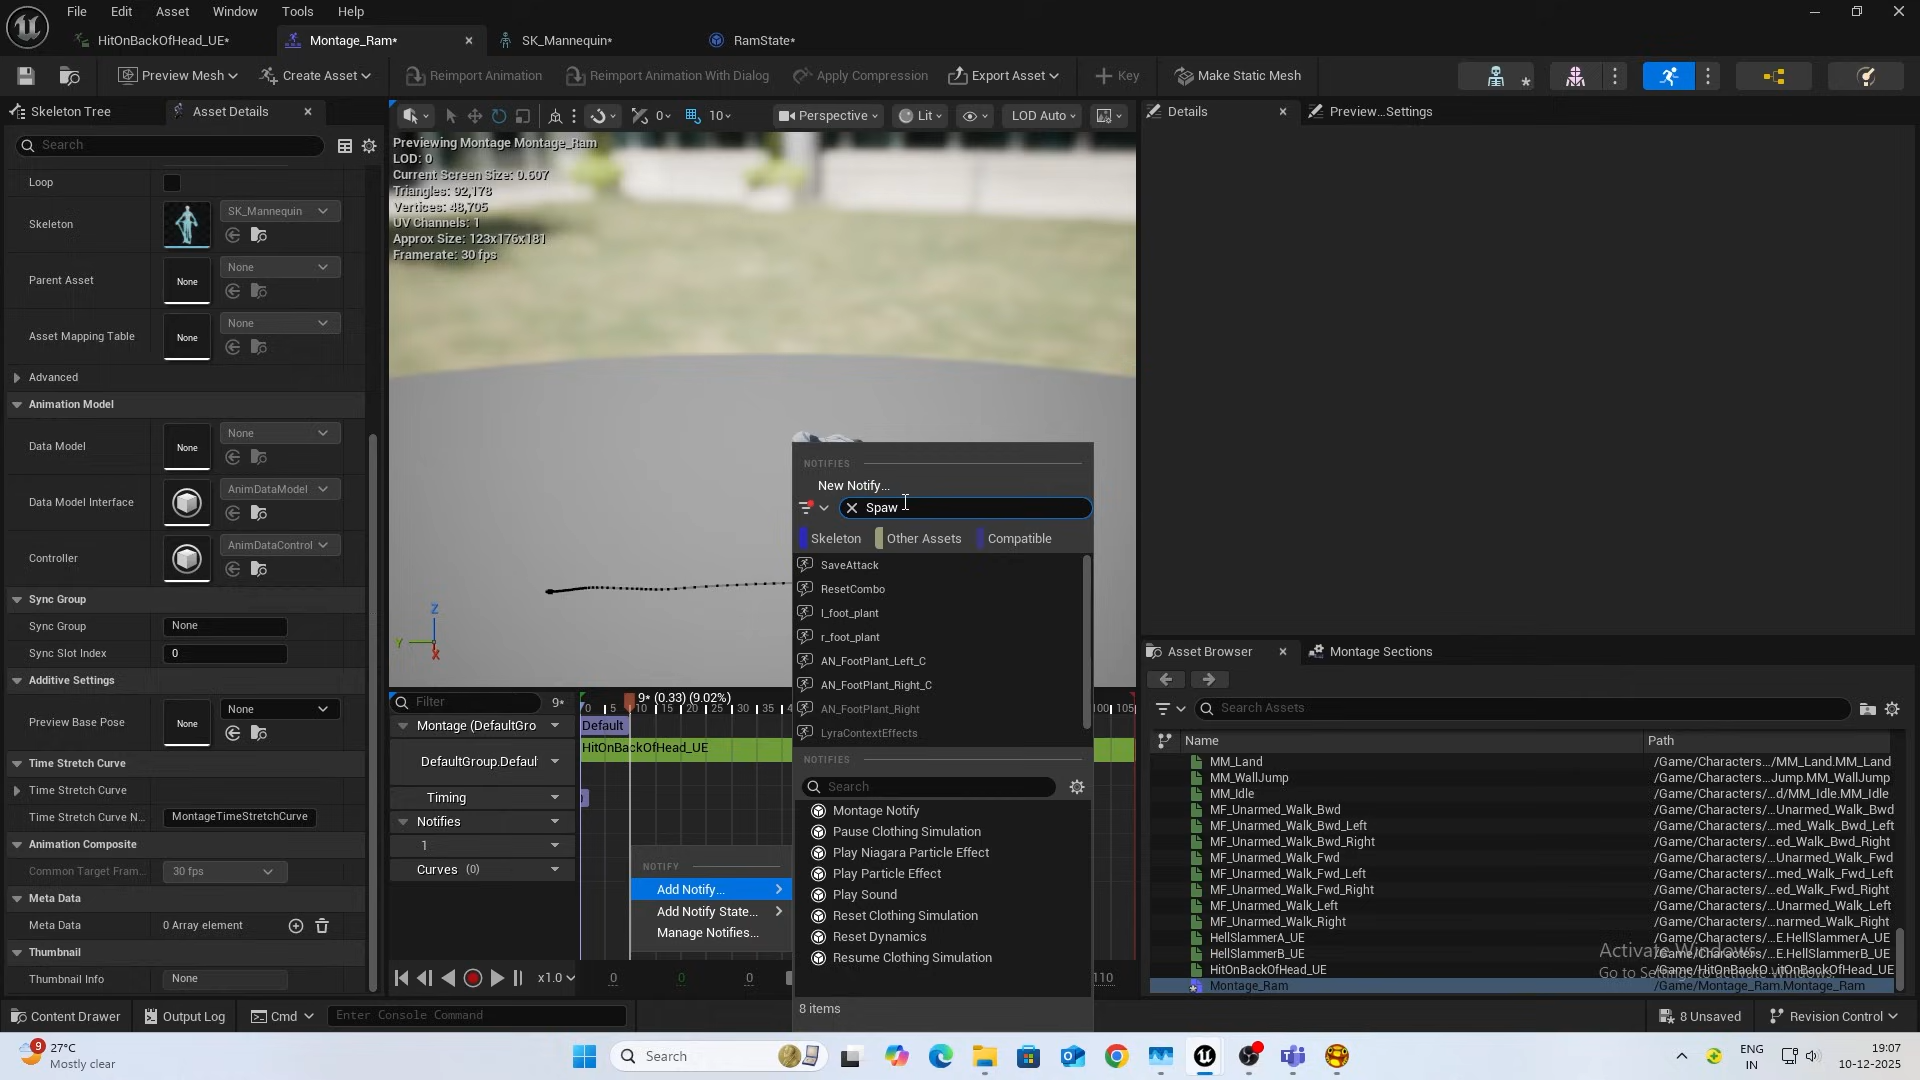 File Edit Asset Window Tools Help
HitOnBackOfHead_UE* Montage_Ram* SK_Mannequin* RamState*
Preview Mesh Create Asset Reimport Animation Reimport Animation With Dialog Apply Compression Export Asset Key Make Static Mesh
Skeleton Tree Asset Details
Search
Loop
Skeleton SK_Mannequin
Parent Asset None None
Asset Mapping Table None None
Advanced
Animation Model
Data Model None None
Data Model Interface AnimDataModel
Controller AnimDataControl
Sync Group
Sync Group None
Sync Slot Index 0
Additive Settings
Preview Base Pose None None
Time Stretch Curve
Time Stretch Curve
Time Stretch Curve N... MontageTimeStretchCurve
Animation Composite
Common Target Fram... 30 fps
Meta Data
Meta Data 0 Array element
Thumbnail
Thumbnail Info None
0 10 Perspective Lit LOD Auto
Previewing Montage Montage_Ram
LOD: 0
Current Screen Size: 0.607
Triangles: 92,178
Vertices: 48,705
UV Channels: 1
Approx Size: 123x176x181
Framerate: 30 fps
Z
Y
X
NOTIFIES
New Notify...
Spaw
Skeleton Other Assets Compatible
SaveAttack
ResetCombo
l_foot_plant
r_foot_plant
AN_FootPlant_Left_C
AN_FootPlant_Right_C
AN_FootPlant_Right
LyraContextEffects
NOTIFIES
Search
Montage Notify
Pause Clothing Simulation
Play Niagara Particle Effect
Play Particle Effect
Play Sound
Reset Clothing Simulation
Reset Dynamics
Resume Clothing Simulation
8 items
Filter 9* 9* (0.33) (9.02%)
0 5 10 15 20 25 30 35 4 100 105
Montage (DefaultGro Default
DefaultGroup.Defaul HitOnBackOfHead_UE
Timing
Notifies
1
Curves (0)
NOTIFY
Add Notify...
Add Notify State...
Manage Notifies...
x1.0 0 0 0 110
Details Preview...Settings
Asset Browser Montage Sections
Search Assets
Name Path
MM_Land /Game/Characters.../MM_Land.MM_Land
MM_WallJump /Game/Characters...Jump.MM_WallJump
MM_Idle /Game/Characters...d/MM_Idle.MM_Idle
MF_Unarmed_Walk_Bwd /Game/Characters/...Unarmed_Walk_Bwd
MF_Unarmed_Walk_Bwd_Left /Game/Characters/...med_Walk_Bwd_Left
MF_Unarmed_Walk_Bwd_Right /Game/Characters/...ed_Walk_Bwd_Right
MF_Unarmed_Walk_Fwd /Game/Characters/...Unarmed_Walk_Fwd
MF_Unarmed_Walk_Fwd_Left /Game/Characters/...med_Walk_Fwd_Left
MF_Unarmed_Walk_Fwd_Right /Game/Characters/...ed_Walk_Fwd_Right
MF_Unarmed_Walk_Left /Game/Characters/...Unarmed_Walk_Left
MF_Unarmed_Walk_Right /Game/Characters/...narmed_Walk_Right
HellSlammerA_UE /Game/Characters/...E.HellSlammerA_UE
HellSlammerB_UE /Game/Characters/...E.HellSlammerB_UE
HitOnBackOfHead_UE /Game/HitOnBackO...itOnBackOfHead_UE
Montage_Ram /Game/Montage_Ram.Montage_Ram
Activate Windows
Go to Settings to activate Windows.
Content Drawer Output Log Cmd Enter Console Command 8 Unsaved Revision Control
9 27°C
Mostly clear
Search
ENG
IN
19:07
10-12-2025